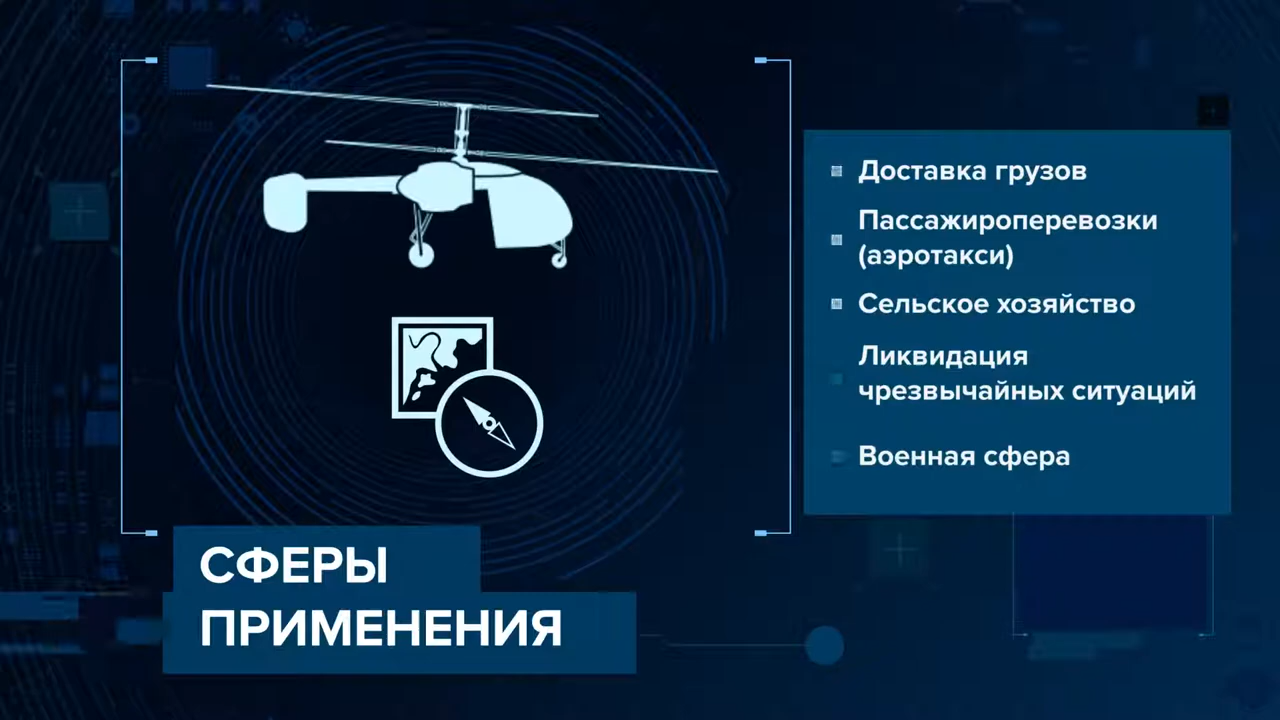 Доставка грузов
Пассажироперевозки
(аэротакси)
Сельское хозяйство
Ликвидация
чрезвычайных ситуаций
Военная сфера
СФЕРЫ
ПРИМЕНЕНИЯ